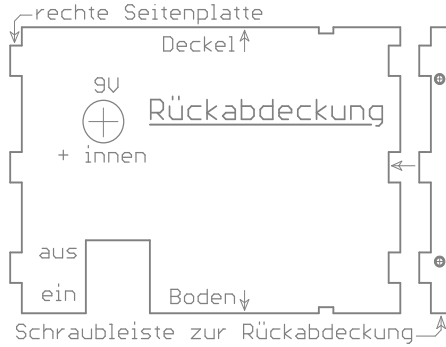 rechte Seitenplatte
Deckel
9V
Rückabdeckung
+ innen
aus
ein
Boden
Schraubleiste zur Rückabdeckung